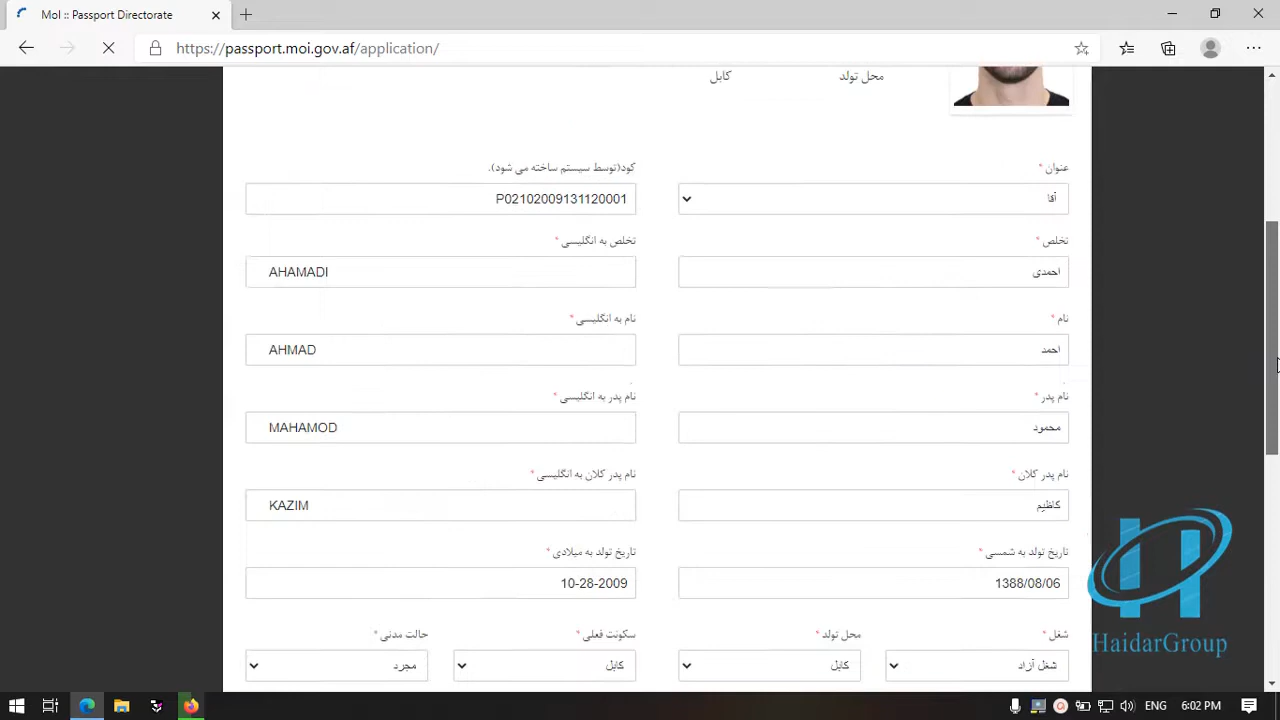 MoI :: Passport Directorate
https://passport.moi.gov.af/application/
محل تولد کابل
عنوان * کود(توسط سیستم ساخته می شود).
آقا P02102009131120001
تخلص * تخلص به انگلیسی *
احمدی AHAMADI
نام * نام به انگلیسی *
احمد AHMAD
نام پدر * نام پدر به انگلیسی *
محمود MAHAMOD
نام پدر کلان * نام پدر کلان به انگلیسی *
کاظیم KAZIM
تاریخ تولد به شمسی * تاریخ تولد به میلادی *
1388/08/06 10-28-2009
شغل * محل تولد * سکونت فعلی * حالت مدنی *
شغل آزاد کابل کابل مجرد
HaidarGroup
ENG 6:02 PM